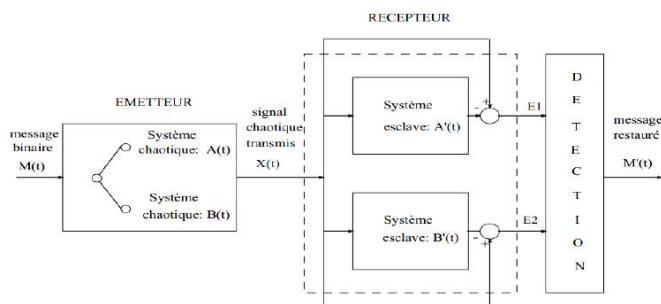 RECEPTEUR
EMETTEUR
message
binaire
M(t)
Système
chaotique: A(t)
Système
chaotique: B(t)
signal
chaotique
transmis
X(t)
Système
esclave: A'(t)
- +
E1
Système
esclave: B'(t)
- +
E2
D
E
T
E
C
T
I
O
N
message
restauré
M'(t)